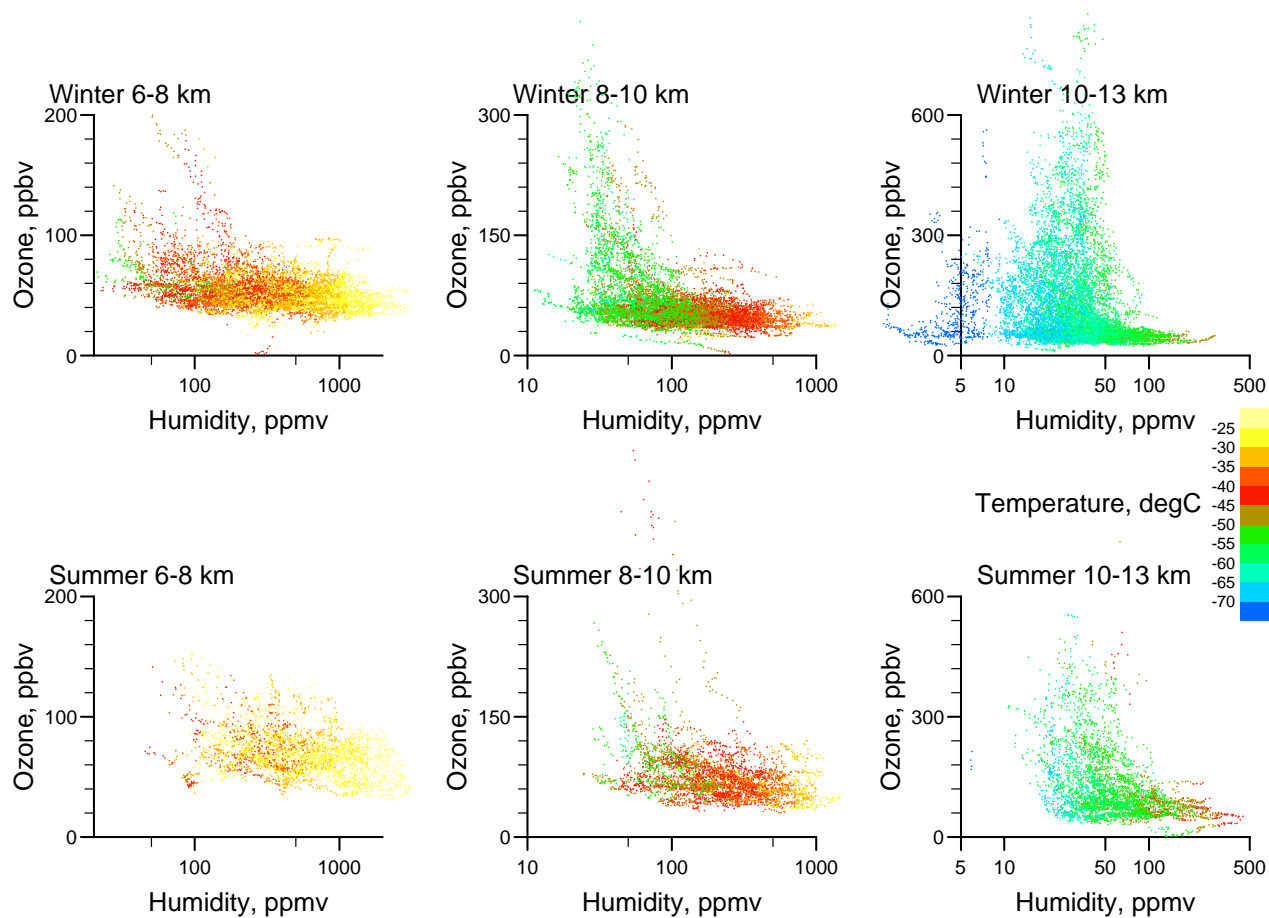 Winter 6-8 km
Winter 8-10 km
Winter 10-13 km
200
100
0
Ozone, ppbv
100
1000
Humidity, ppmv
300
150
0
Ozone, ppbv
10
100
1000
Humidity, ppmv
600
300
0
Ozone, ppbv
5
10
50
100
500
Humidity, ppmv
Temperature, degC
-25
-30
-35
-40
-45
-50
-55
-60
-65
-70
Summer 6-8 km
Summer 8-10 km
Summer 10-13 km
200
100
0
Ozone, ppbv
100
1000
Humidity, ppmv
300
150
0
Ozone, ppbv
10
100
1000
Humidity, ppmv
600
300
0
Ozone, ppbv
5
10
50
100
500
Humidity, ppmv